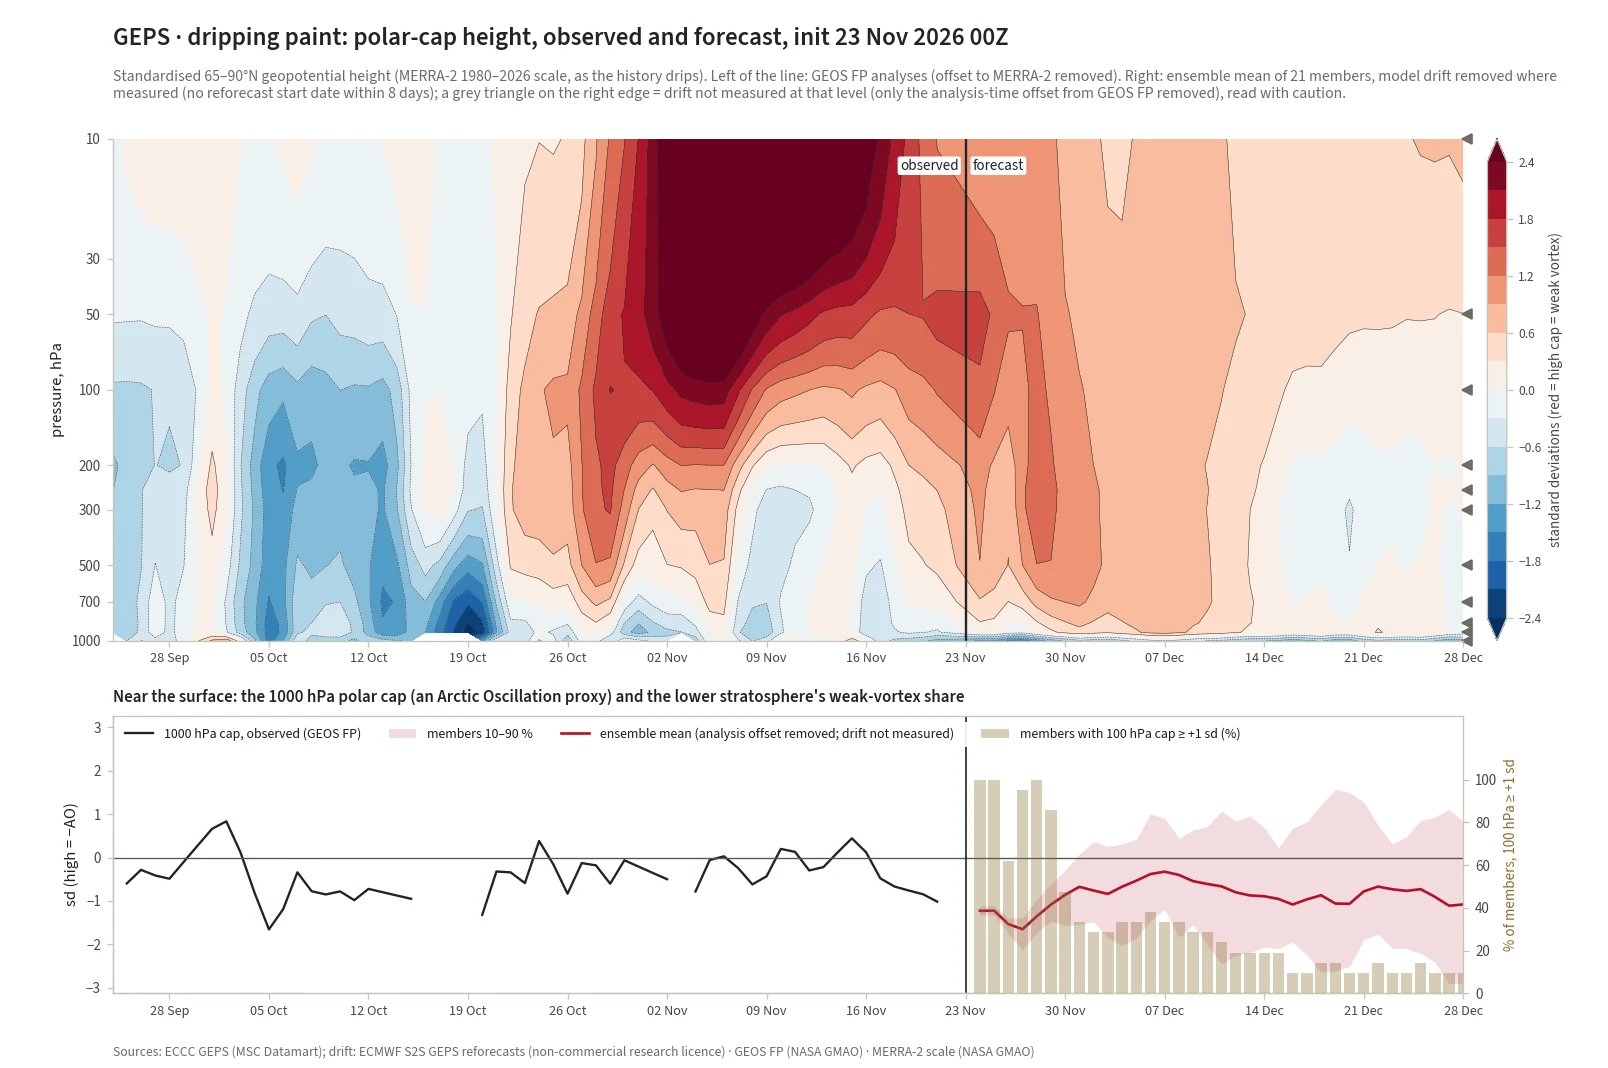 GEPS · dripping paint: polar-cap height, observed and forecast, init 23 Nov 2026 00Z
Standardised 65–90°N geopotential height (MERRA-2 1980–2026 scale, as the history drips). Left of the line: GEOS FP analyses (offset to MERRA-2 removed). Right: ensemble mean of 21 members, model drift removed where
measured (no reforecast start date within 8 days); a grey triangle on the right edge = drift not measured at that level (only the analysis-time offset from GEOS FP removed), read with caution.
pressure, hPa
10
30
50
100
200
300
500
700
1000
observed
forecast
28 Sep
05 Oct
12 Oct
19 Oct
26 Oct
02 Nov
09 Nov
16 Nov
23 Nov
30 Nov
07 Dec
14 Dec
21 Dec
28 Dec
2.4
1.8
1.2
0.6
0.0
−0.6
−1.2
−1.8
−2.4
standard deviations (red = high cap = weak vortex)
Near the surface: the 1000 hPa polar cap (an Arctic Oscillation proxy) and the lower stratosphere's weak-vortex share
sd (high = −AO)
3
2
1
0
−1
−2
−3
1000 hPa cap, observed (GEOS FP)
members 10–90 %
ensemble mean (analysis offset removed; drift not measured)
members with 100 hPa cap ≥ +1 sd (%)
100
80
60
40
20
0
% of members, 100 hPa ≥ +1 sd
28 Sep
05 Oct
12 Oct
19 Oct
26 Oct
02 Nov
09 Nov
16 Nov
23 Nov
30 Nov
07 Dec
14 Dec
21 Dec
28 Dec
Sources: ECCC GEPS (MSC Datamart); drift: ECMWF S2S GEPS reforecasts (non-commercial research licence) · GEOS FP (NASA GMAO) · MERRA-2 scale (NASA GMAO)